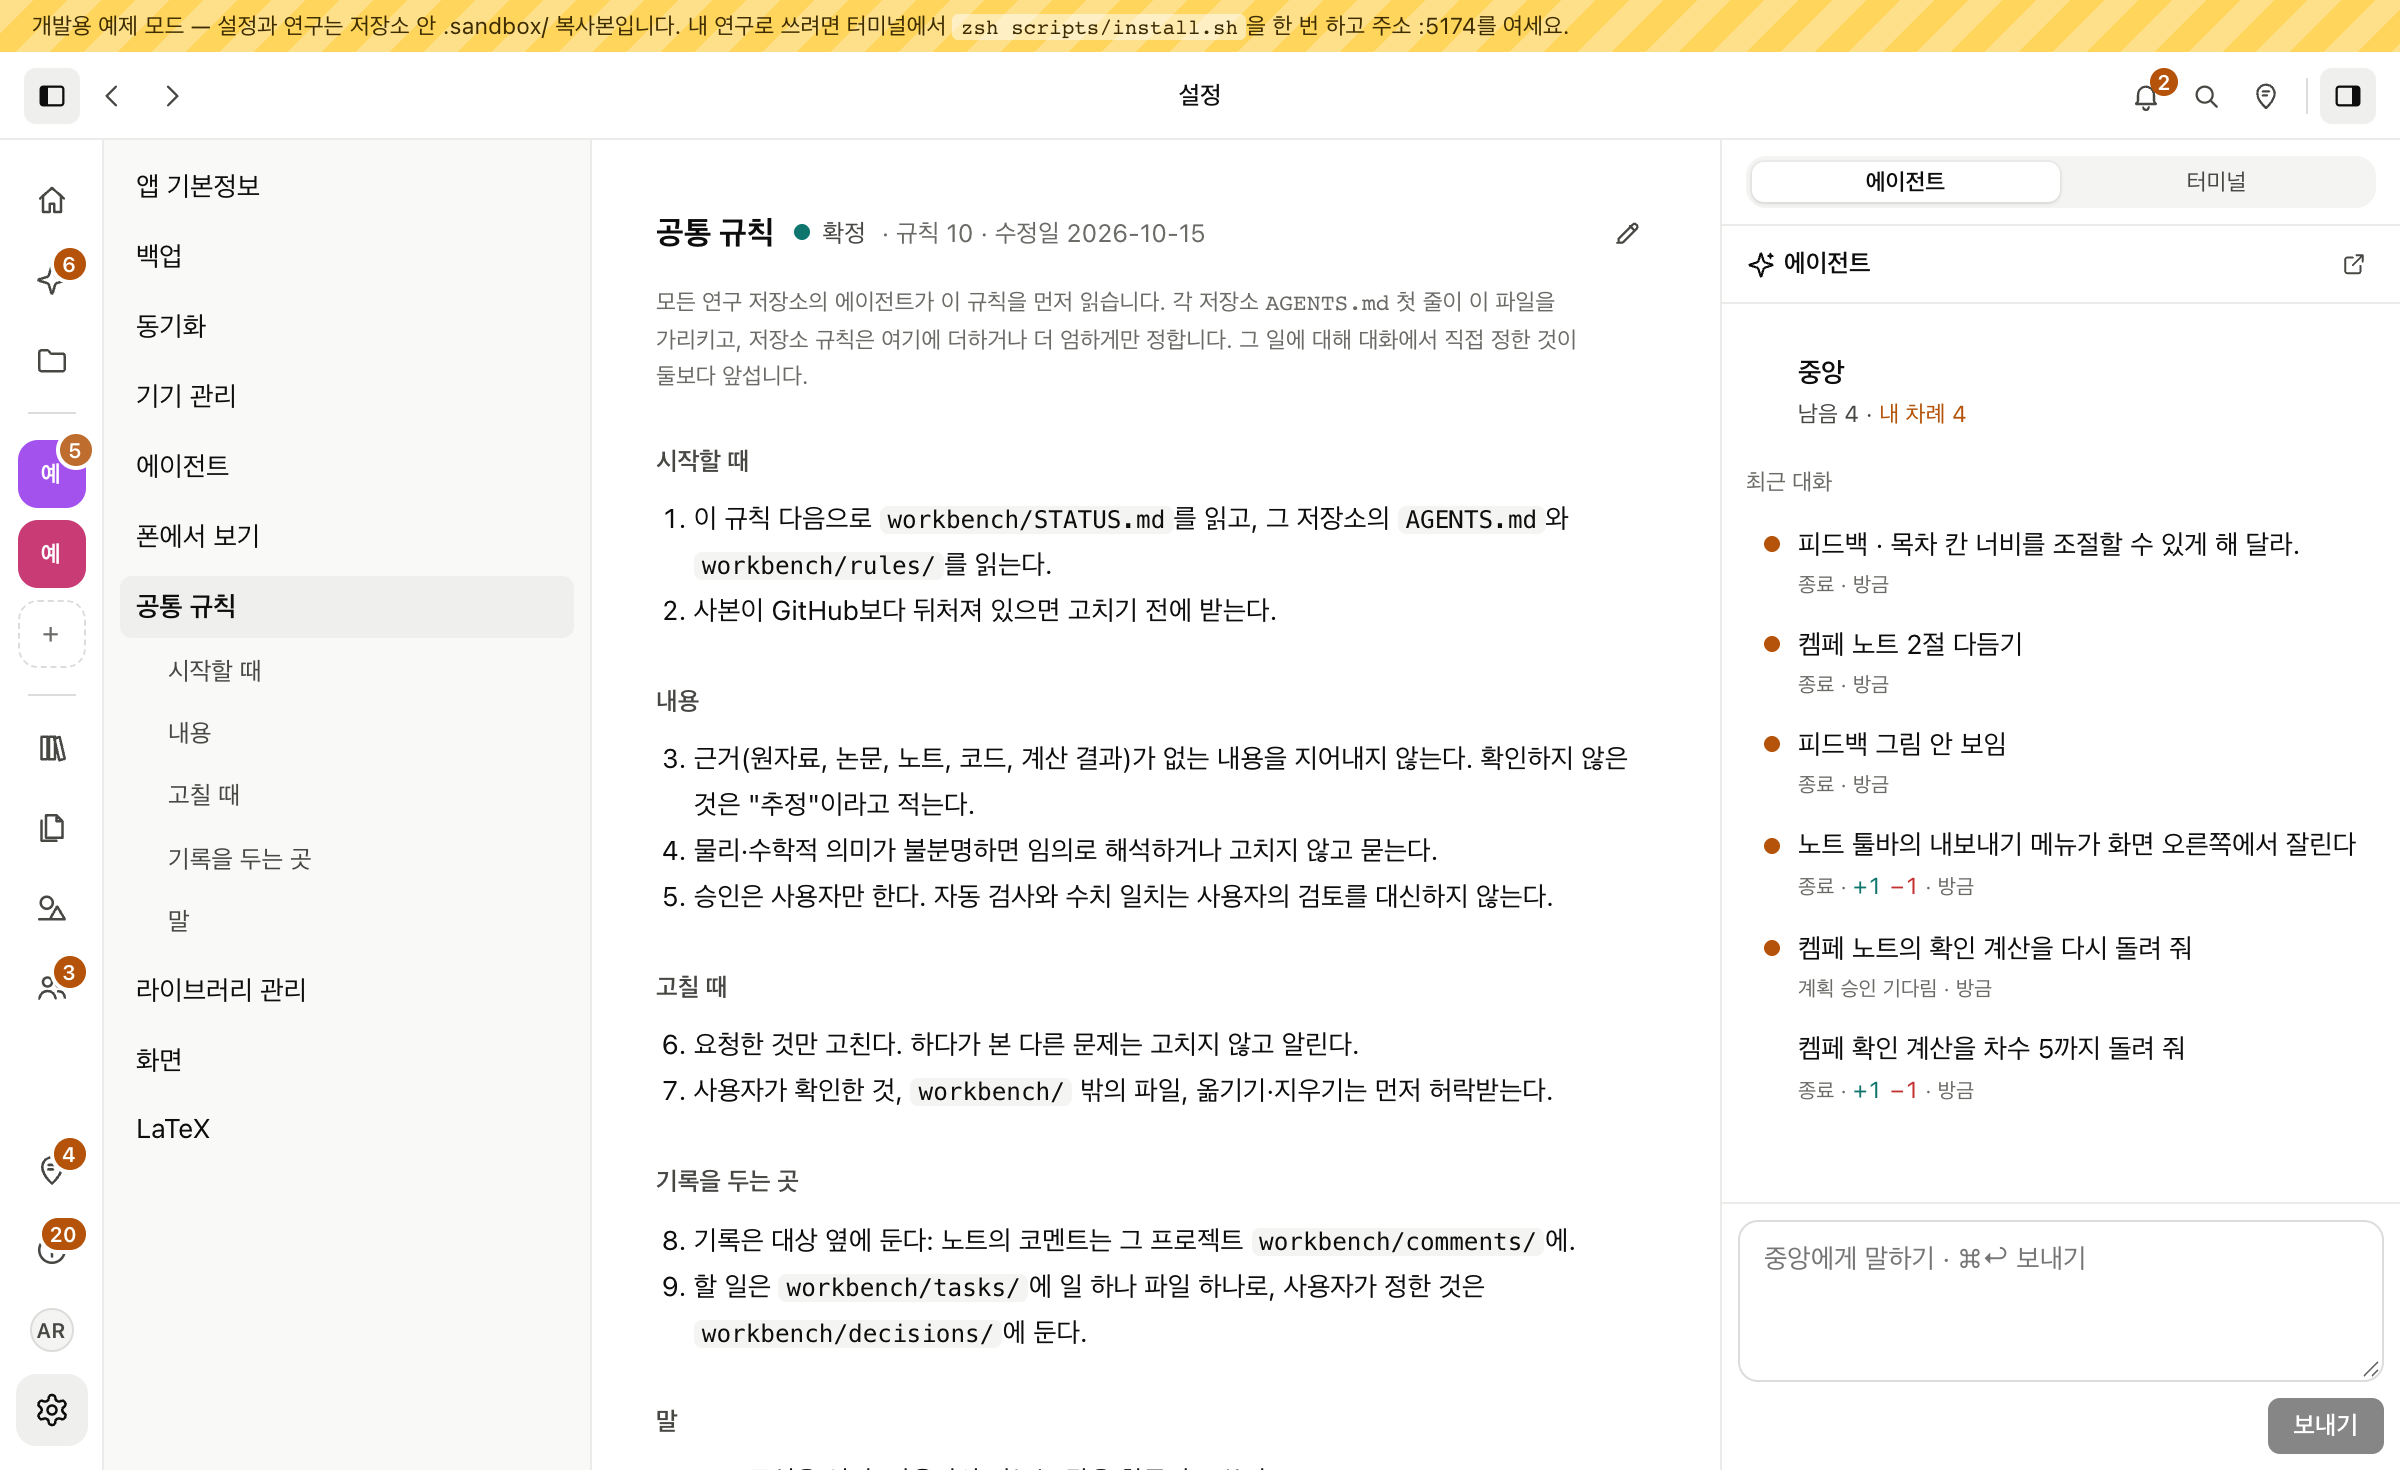 개발용 예제 모드 — 설정과 연구는 저장소 안 .sandbox/ 복사본입니다. 내 연구로 쓰려면 터미널에서 zsh scripts/install.sh을 한 번 하고 주소 :5174를 여세요.
설정
2
6
5
예
예
+
3
4
20
AR
앱 기본정보
백업
동기화
기기 관리
에이전트
폰에서 보기
공통 규칙
시작할 때
내용
고칠 때
기록을 두는 곳
말
라이브러리 관리
화면
LaTeX
공통 규칙 확정 · 규칙 10 · 수정일 2026-10-15
모든 연구 저장소의 에이전트가 이 규칙을 먼저 읽습니다. 각 저장소 AGENTS.md 첫 줄이 이 파일을
가리키고, 저장소 규칙은 여기에 더하거나 더 엄하게만 정합니다. 그 일에 대해 대화에서 직접 정한 것이
둘보다 앞섭니다.
시작할 때
1. 이 규칙 다음으로 workbench/STATUS.md를 읽고, 그 저장소의 AGENTS.md와
workbench/rules/를 읽는다.
2. 사본이 GitHub보다 뒤처져 있으면 고치기 전에 받는다.
내용
3. 근거(원자료, 논문, 노트, 코드, 계산 결과)가 없는 내용을 지어내지 않는다. 확인하지 않은
것은 "추정"이라고 적는다.
4. 물리·수학적 의미가 불분명하면 임의로 해석하거나 고치지 않고 묻는다.
5. 승인은 사용자만 한다. 자동 검사와 수치 일치는 사용자의 검토를 대신하지 않는다.
고칠 때
6. 요청한 것만 고친다. 하다가 본 다른 문제는 고치지 않고 알린다.
7. 사용자가 확인한 것, workbench/ 밖의 파일, 옮기기·지우기는 먼저 허락받는다.
기록을 두는 곳
8. 기록은 대상 옆에 둔다: 노트의 코멘트는 그 프로젝트 workbench/comments/에.
9. 할 일은 workbench/tasks/에 일 하나 파일 하나로, 사용자가 정한 것은
workbench/decisions/에 둔다.
말
에이전트
터미널
에이전트
중앙
남음 4 · 내 차례 4
최근 대화
피드백 · 목차 칸 너비를 조절할 수 있게 해 달라.
종료 · 방금
켐페 노트 2절 다듬기
종료 · 방금
피드백 그림 안 보임
종료 · 방금
노트 툴바의 내보내기 메뉴가 화면 오른쪽에서 잘린다
종료 · +1 −1 · 방금
켐페 노트의 확인 계산을 다시 돌려 줘
계획 승인 기다림 · 방금
켐페 확인 계산을 차수 5까지 돌려 줘
종료 · +1 −1 · 방금
중앙에게 말하기 · ⌘↩ 보내기
보내기